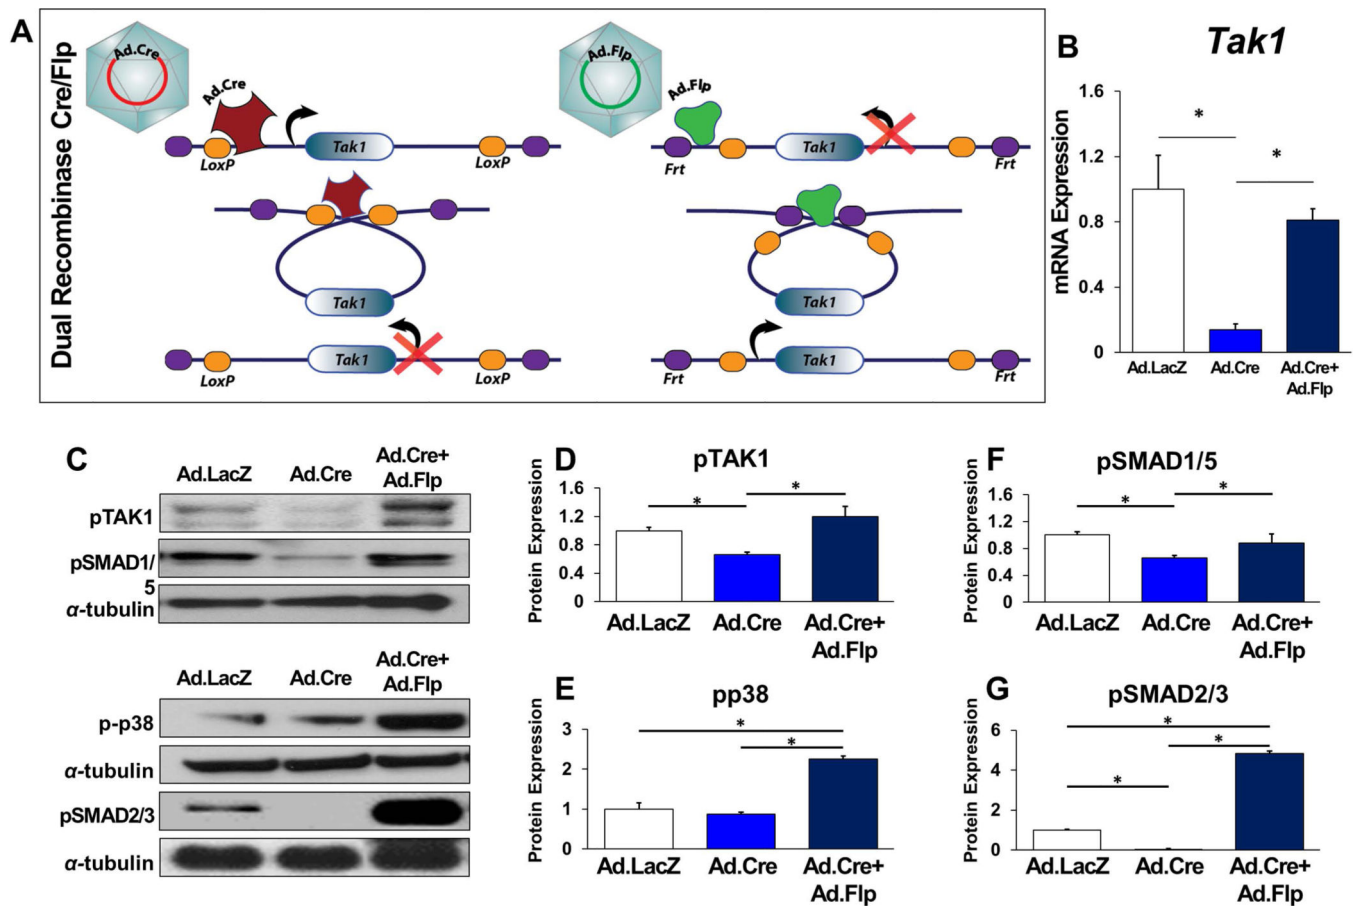 A
Dual Recombinase Cre/Flp
Ad.Cre
Ad.Cre
LoxP
Tak1
LoxP
Tak1
LoxP
Tak1
LoxP
Ad.Flp
Ad.Flp
Frt
Tak1
Frt
Tak1
Frt
Tak1
Frt
B
Tak1
mRNA Expression
1.6
1.2
0.8
0.4
0
*
*
Ad.LacZ Ad.Cre Ad.Cre+
Ad.Flp
C
Ad.LacZ Ad.Cre Ad.Cre+
Ad.Flp
pTAK1
pSMAD1/
5
α-tubulin
Ad.LacZ Ad.Cre Ad.Cre+
Ad.Flp
p-p38
α-tubulin
pSMAD2/3
α-tubulin
D
pTAK1
Protein Expression
1.6
1.2
0.8
0.4
0
*
*
Ad.LacZ Ad.Cre Ad.Cre+
Ad.Flp
E
pp38
Protein Expression
3
2
1
0
*
*
Ad.LacZ Ad.Cre Ad.Cre+
Ad.Flp
F
pSMAD1/5
Protein Expression
1.6
1.2
0.8
0.4
0
*
*
Ad.LacZ Ad.Cre Ad.Cre+
Ad.Flp
G
pSMAD2/3
Protein Expression
6
4
2
0
*
*
*
Ad.LacZ Ad.Cre Ad.Cre+
Ad.Flp